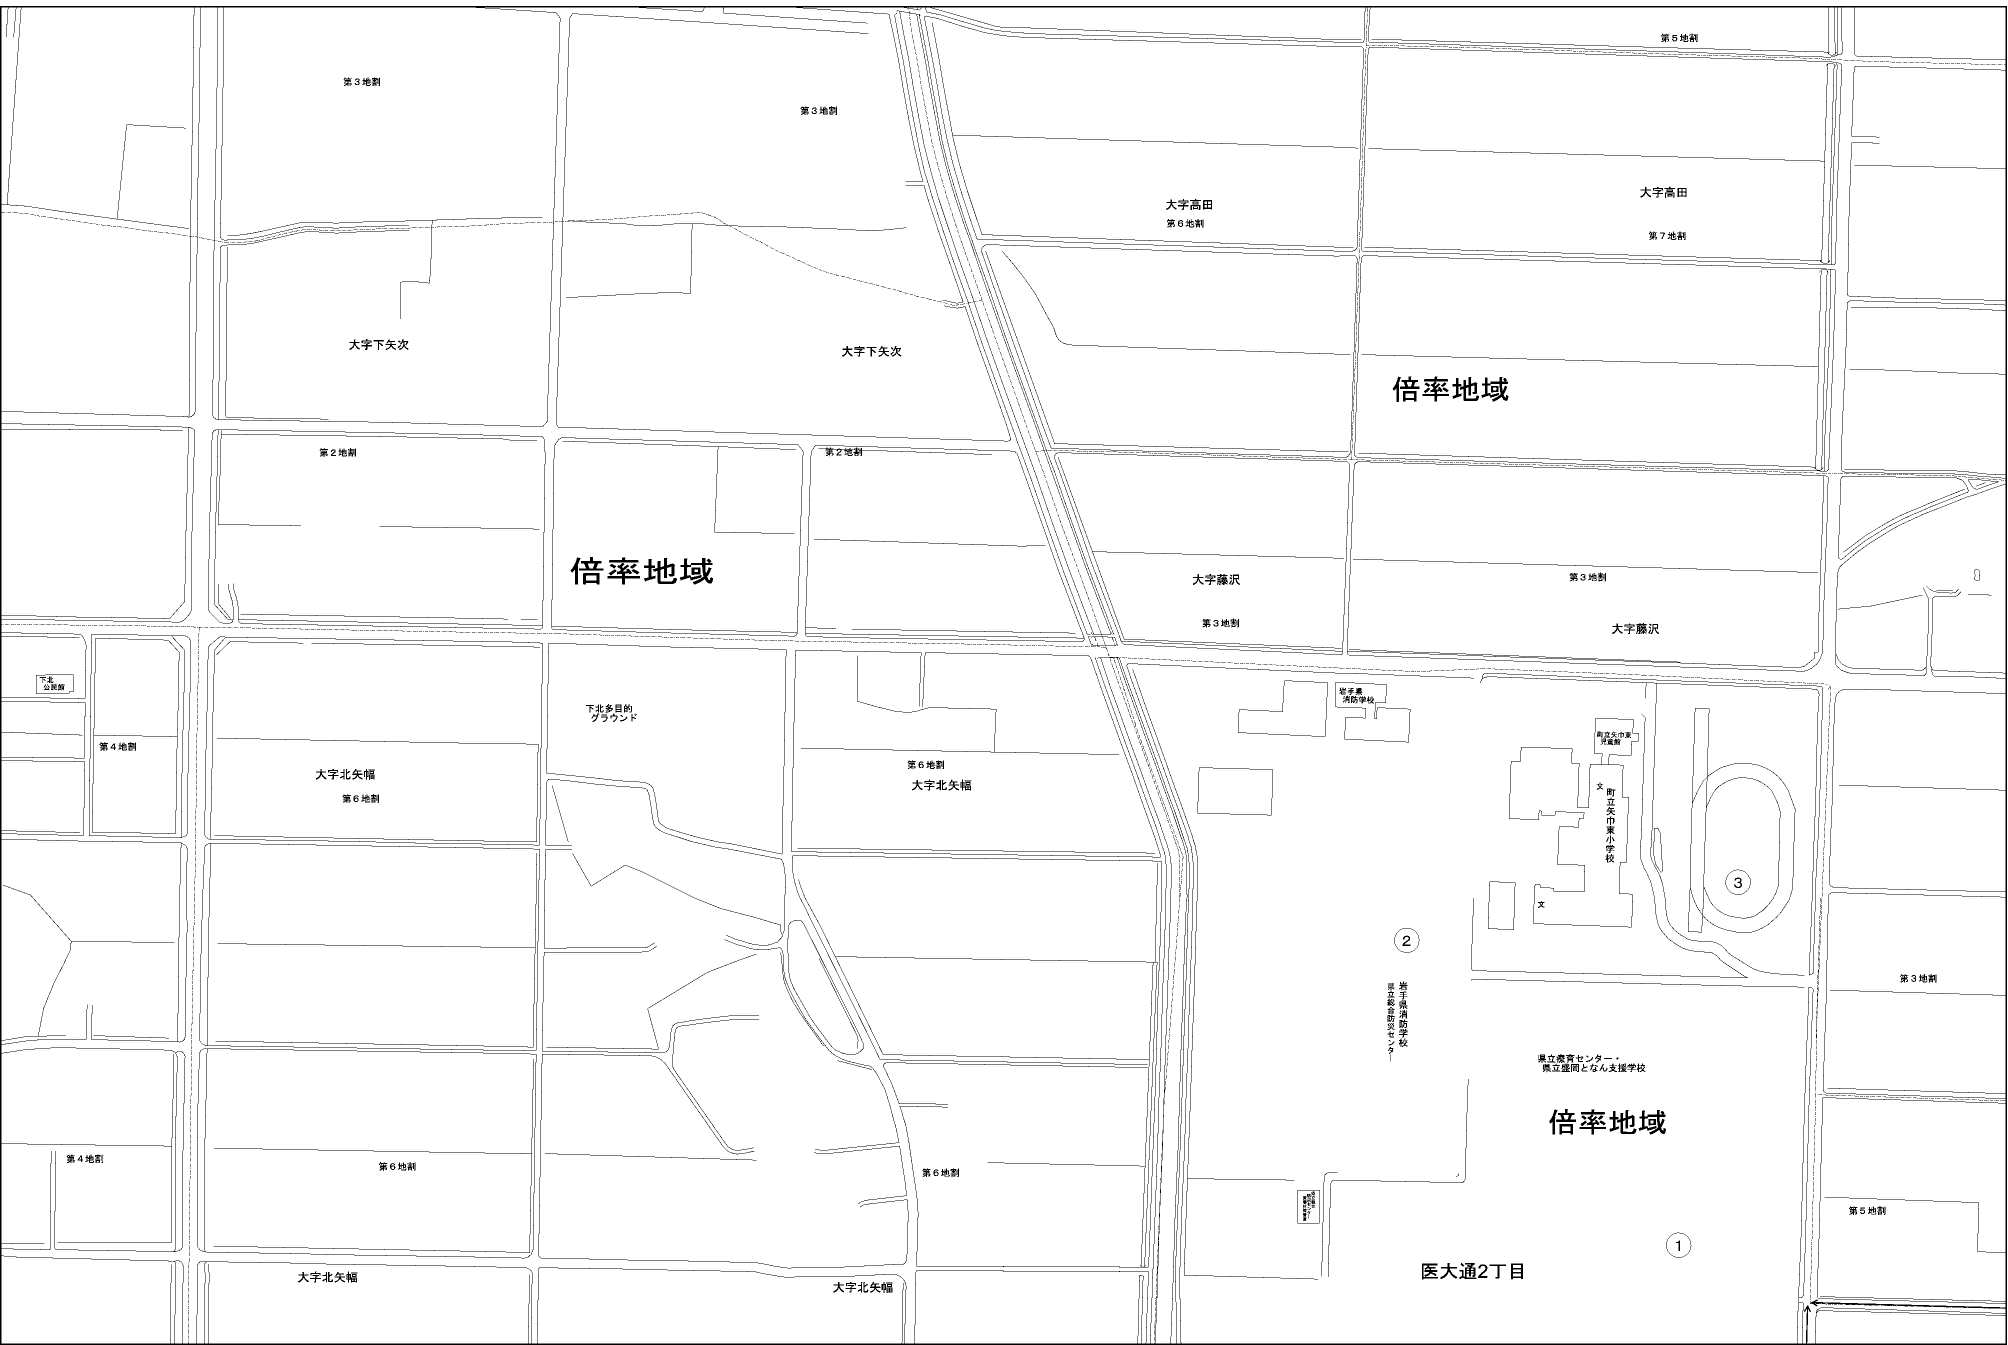 第５地割
第３地割
第３地割
大字高田
大字高田
第６地割
第７地割
大字下矢次
大字下矢次
倍率地域
第２地割
第２地割
倍率地域
大字藤沢
第３地割
第３地割
大字藤沢
下北
公民館
岩手県
消防学校
下北多目的
グラウンド
町立矢巾東
児童館
第４地割
第６地割
大字北矢幅
大字北矢幅
第６地割
文
町立矢巾東小学校
3
文
2
第３地割
岩手県消防学校
県立総合防災センター
県立療育センター・
県立盛岡となん支援学校
倍率地域
第４地割
第６地割
第６地割
第５地割
1
医大通2丁目
大字北矢幅
大字北矢幅